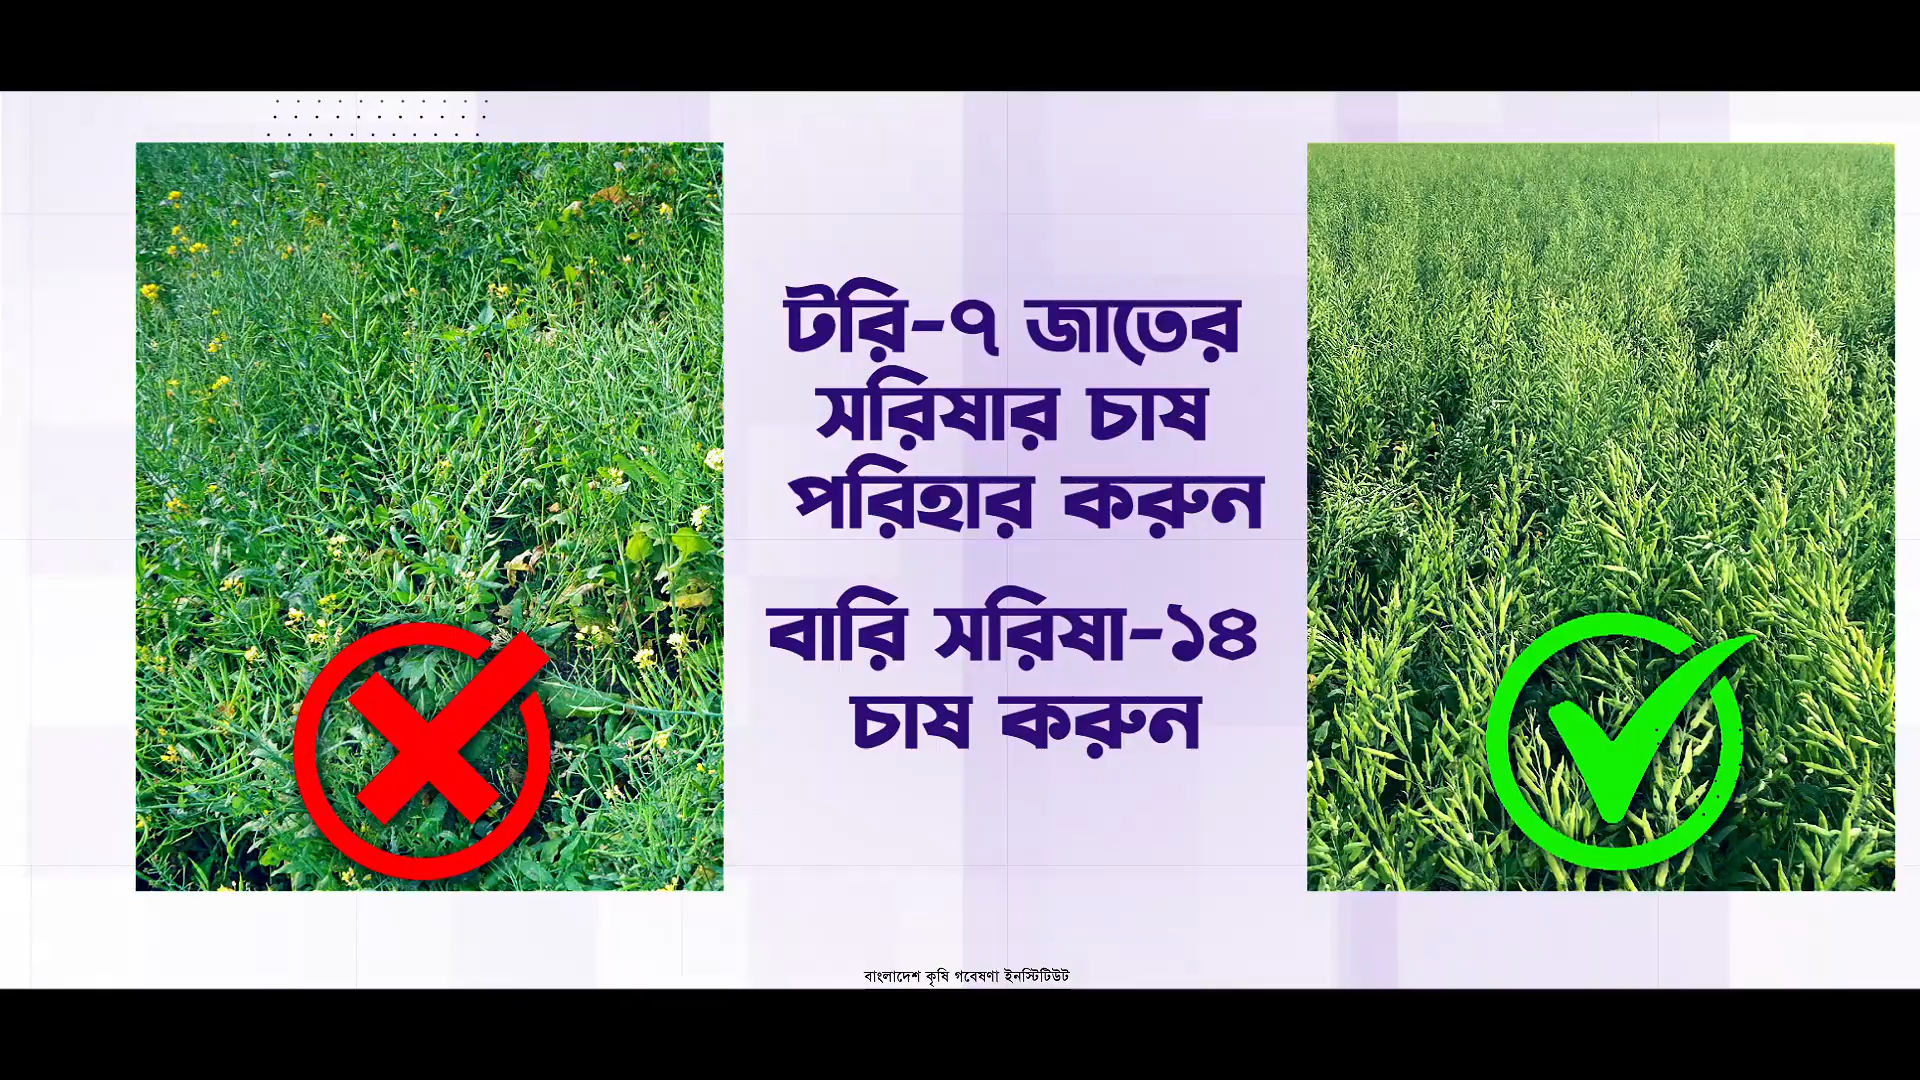 টরি-৭ জাতের
সরিষার চাষ
পরিহার করুন
বারি সরিষা-১৪
চাষ করুন
বাংলাদেশ কৃষি গবেষণা ইনস্টিটিউট